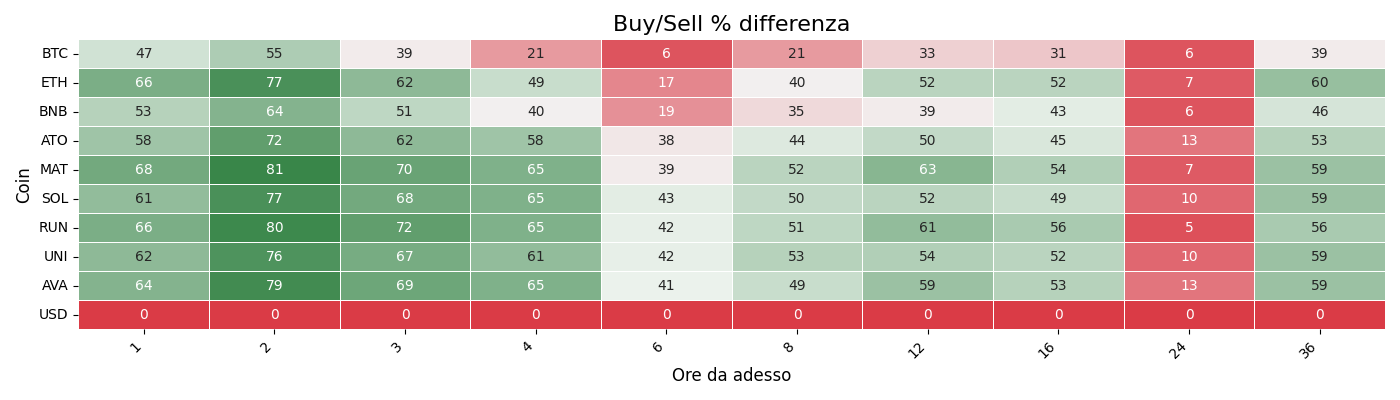 Buy/Sell % differenza
Coin
BTC 47 55 39 21 6 21 33 31 6 39
ETH 66 77 62 49 17 40 52 52 7 60
BNB 53 64 51 40 19 35 39 43 6 46
ATO 58 72 62 58 38 44 50 45 13 53
MAT 68 81 70 65 39 52 63 54 7 59
SOL 61 77 68 65 43 50 52 49 10 59
RUN 66 80 72 65 42 51 61 56 5 56
UNI 62 76 67 61 42 53 54 52 10 59
AVA 64 79 69 65 41 49 59 53 13 59
USD 0 0 0 0 0 0 0 0 0 0
1 2 3 4 6 8 12 16 24 36
Ore da adesso